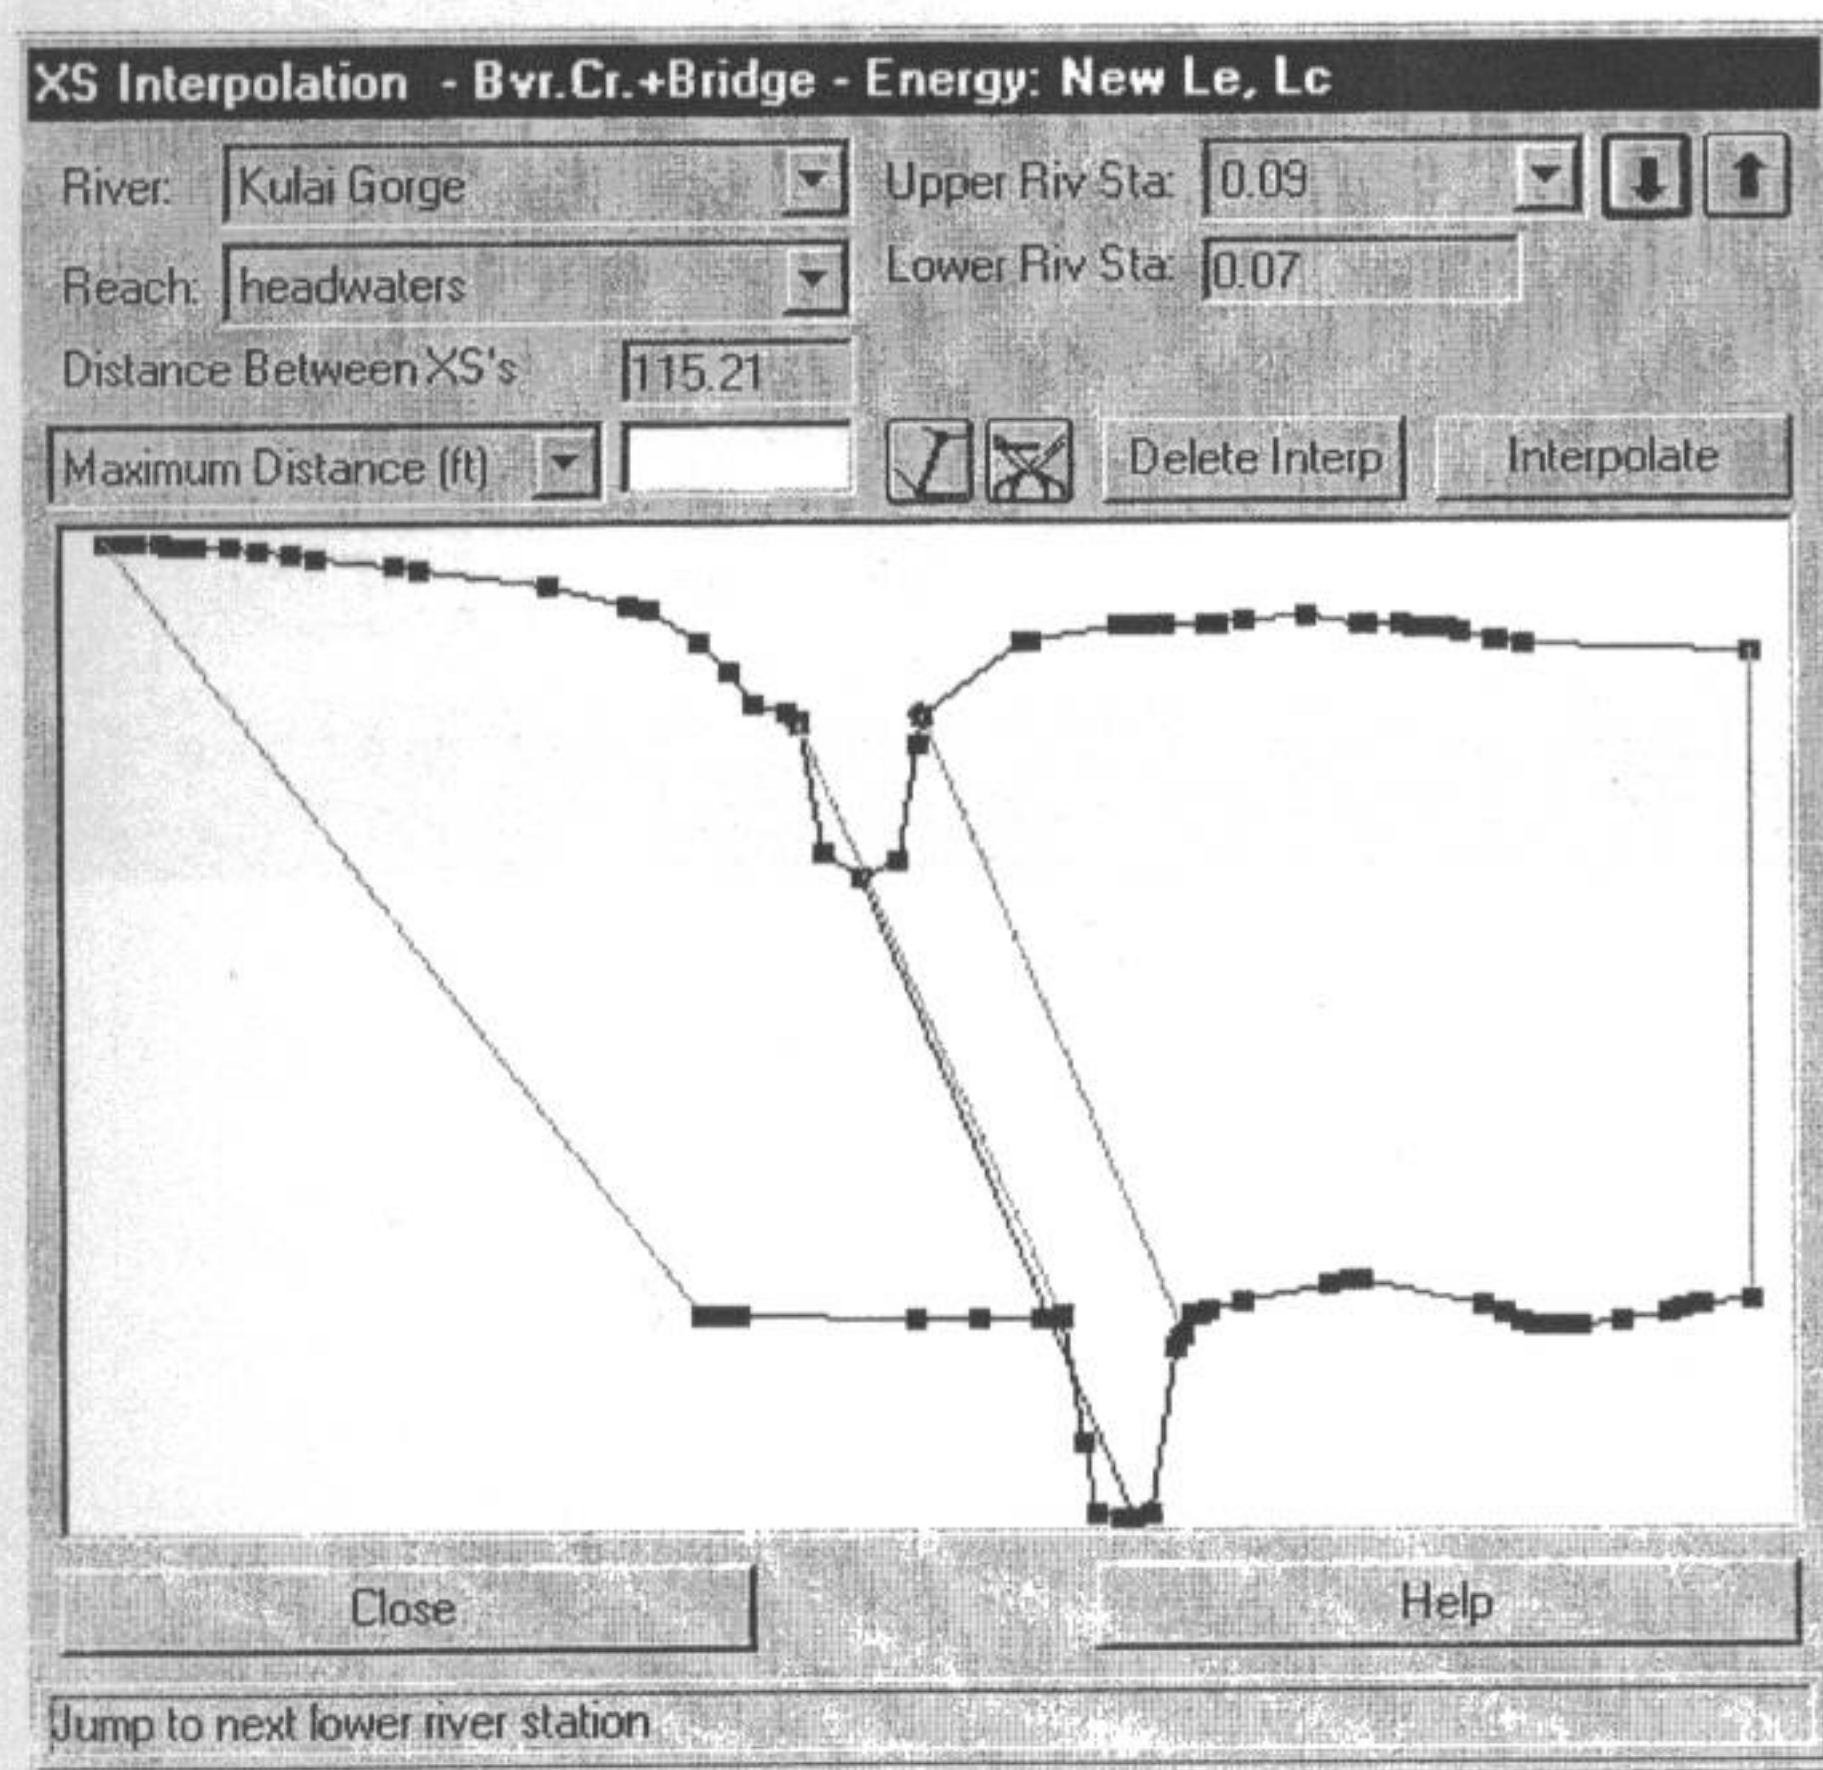 XS Interpolation - Bvr.Cr.+Bridge - Energy: New Le, Lc
River: Kulai Gorge Upper Riv Sta: 0.09
Reach: headwaters Lower Riv Sta: 0.07
Distance Between XS's 115.21
Maximum Distance (ft) Delete Interp Interpolate
Close Help
Jump to next lower river station